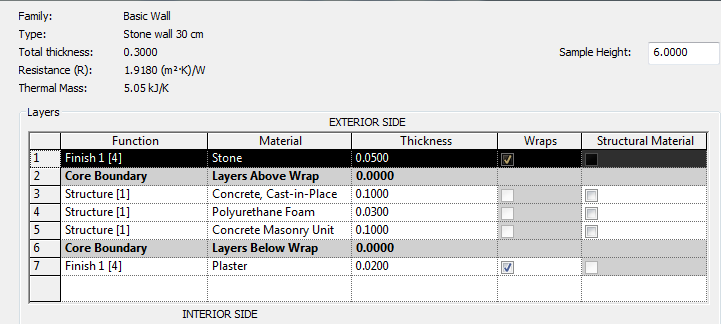 Family: Basic Wall
Type: Stone wall 30 cm
Total thickness: 0.3000 Sample Height: 6.0000
Resistance (R): 1.9180 (m²·K)/W
Thermal Mass: 5.05 kJ/K
Layers
EXTERIOR SIDE
Function Material Thickness Wraps Structural Material
1 Finish 1 [4] Stone 0.0500
2 Core Boundary Layers Above Wrap 0.0000
3 Structure [1] Concrete, Cast-in-Place 0.1000
4 Structure [1] Polyurethane Foam 0.0300
5 Structure [1] Concrete Masonry Unit 0.1000
6 Core Boundary Layers Below Wrap 0.0000
7 Finish 1 [4] Plaster 0.0200
INTERIOR SIDE